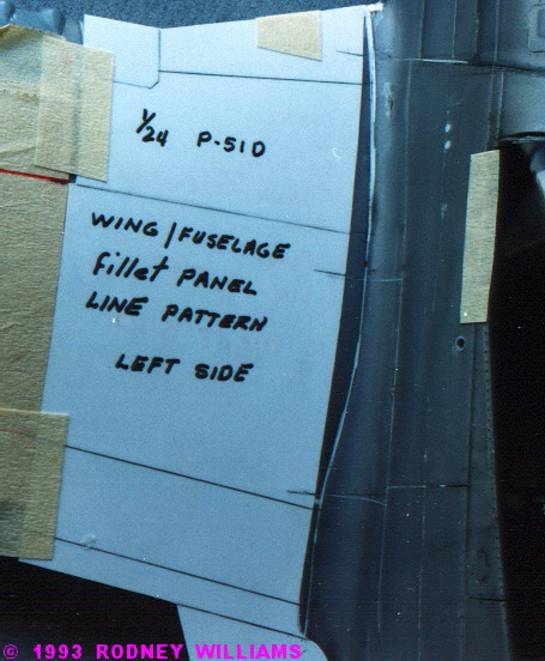 1/24 P-51D
WING/FUSELAGE
fillet PANEL
LINE PATTERN
LEFT SIDE
© 1993 RODNEY WILLIAMS